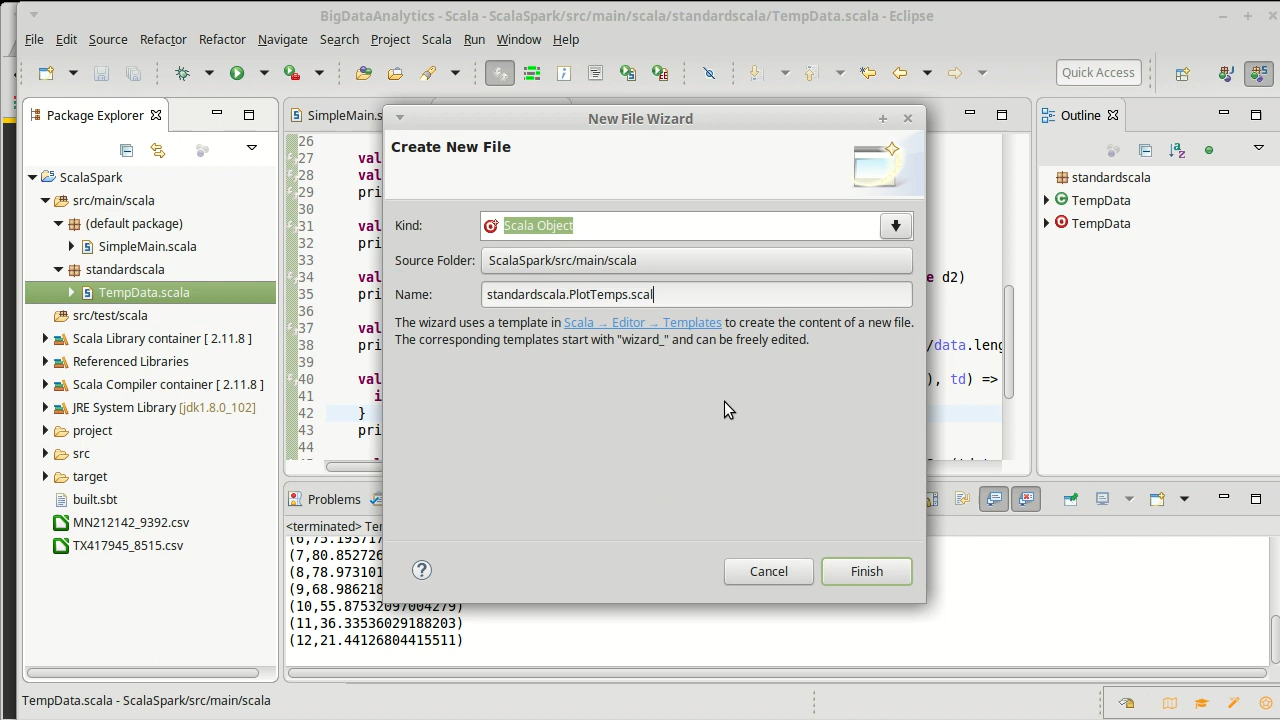 BigDataAnalytics - Scala - ScalaSpark/src/main/scala/standardscala/TempData.scala - Eclipse
File Edit Source Refactor Refactor Navigate Search Project Scala Run Window Help
Quick Access
Package Explorer
ScalaSpark
src/main/scala
(default package)
SimpleMain.scala
standardscala
TempData.scala
src/test/scala
Scala Library container [ 2.11.8 ]
Referenced Libraries
Scala Compiler container [ 2.11.8 ]
JRE System Library [jdk1.8.0_102]
project
src
target
built.sbt
MN212142_9392.csv
TX417945_8515.csv
SimpleMain.s
26
27 val
28 val
29 pri
30
31 val
32 pri
33
34 val e d2)
35 pri
36
37 val
38 pri /data.leng
39
40 val ), td) =>
41 i
42 }
43 pri
44
New File Wizard
Create New File
Kind: Scala Object
Source Folder: ScalaSpark/src/main/scala
Name: standardscala.PlotTemps.scal
The wizard uses a template in Scala → Editor → Templates to create the content of a new file.
The corresponding templates start with "wizard_" and can be freely edited.
Cancel Finish
Outline
standardscala
TempData
TempData
Problems
<terminated> Te
(7,80.852726
(8,78.973101
(9,68.986218
(10,55.87532097004279)
(11,36.33536029188203)
(12,21.44126804415511)
TempData.scala - ScalaSpark/src/main/scala